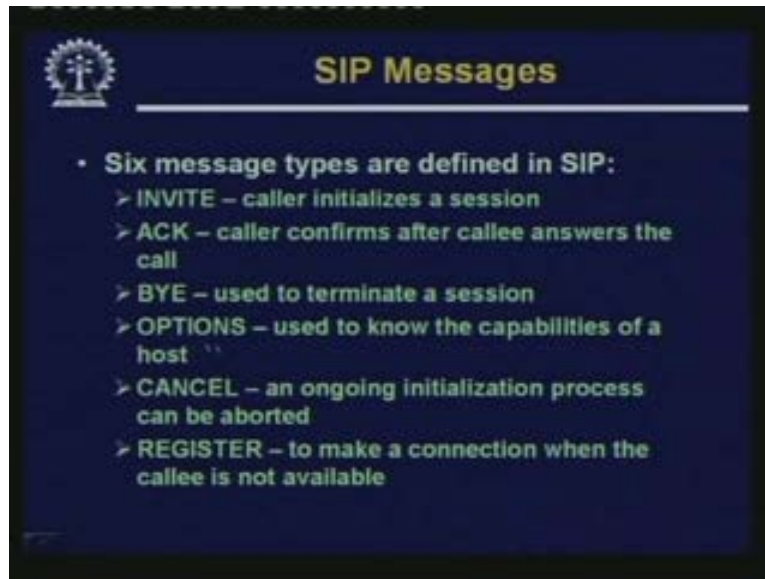 SIP Messages
• Six message types are defined in SIP:
➢ INVITE – caller initializes a session
➢ ACK – caller confirms after callee answers the
call
➢ BYE – used to terminate a session
➢ OPTIONS – used to know the capabilities of a
host ``
➢ CANCEL – an ongoing initialization process
can be aborted
➢ REGISTER – to make a connection when the
callee is not available